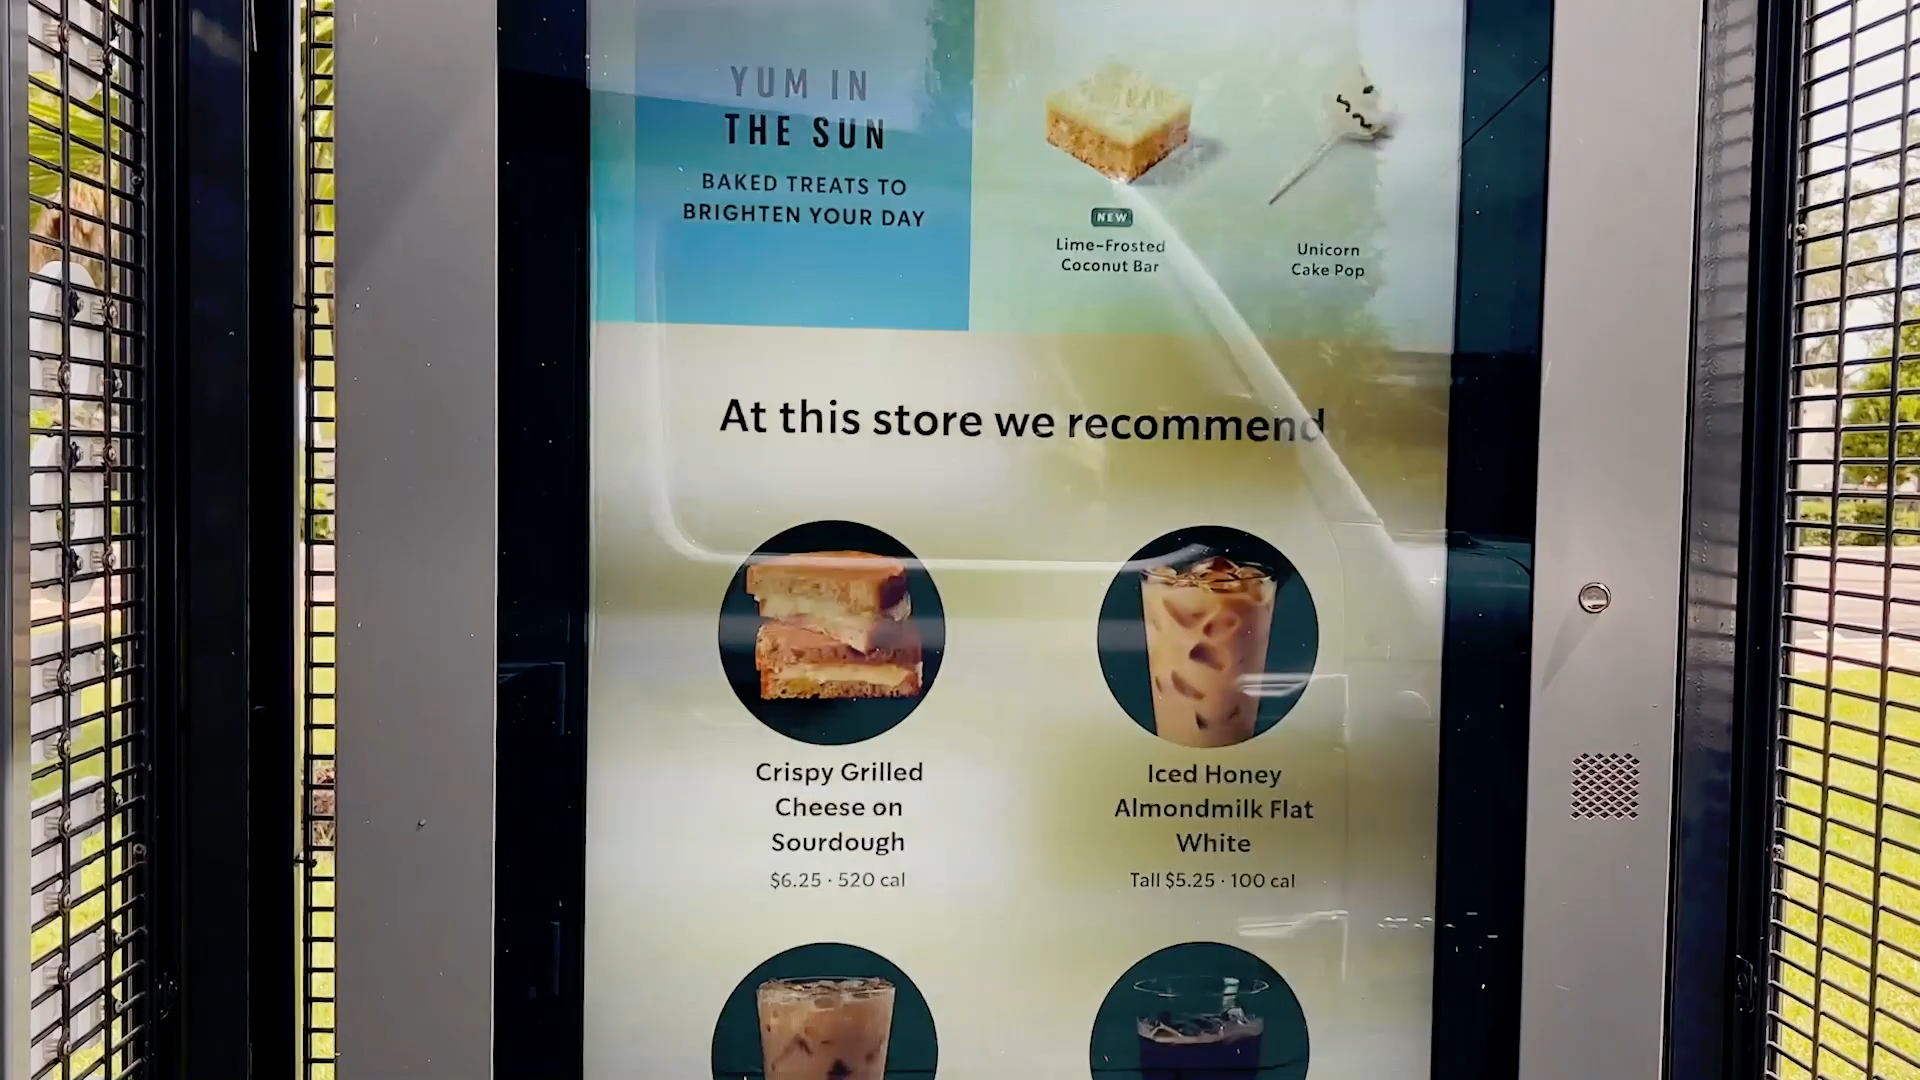 YUM IN
THE SUN
BAKED TREATS TO
BRIGHTEN YOUR DAY
NEW
Lime-Frosted
Coconut Bar
Unicorn
Cake Pop
At this store we recommend
Crispy Grilled
Cheese on
Sourdough
$6.25 · 520 cal
Iced Honey
Almondmilk Flat
White
Tall $5.25 · 100 cal